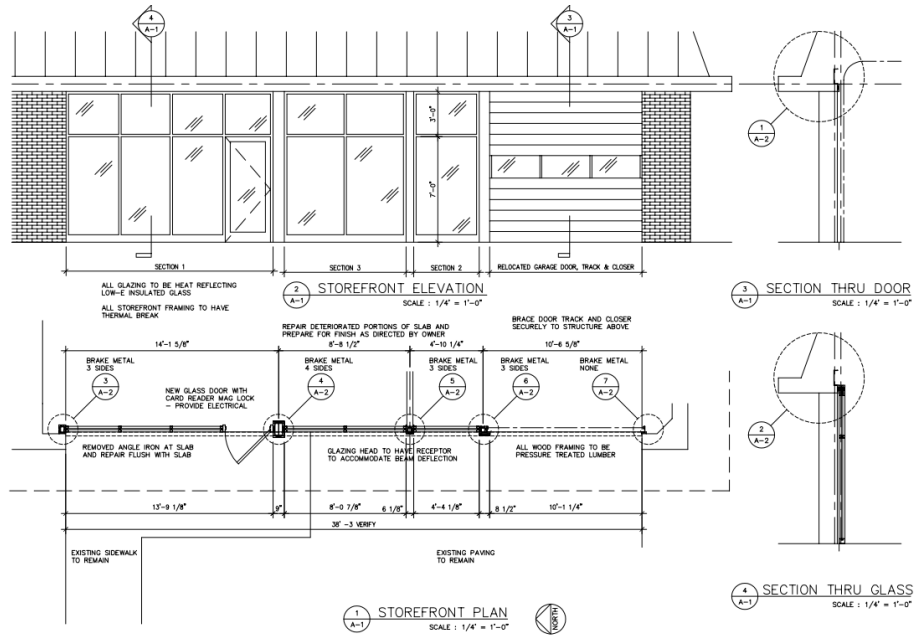 4
A-1
3
A-1
3'-0"
7'-0"
1
A-2
SECTION 1
SECTION 3
SECTION 2
RELOCATED GARAGE DOOR, TRACK & CLOSER
ALL GLAZING TO BE HEAT REFLECTING
LOW-E INSULATED GLASS
ALL STOREFRONT FRAMING TO HAVE
THERMAL BREAK
2
A-1
STOREFRONT ELEVATION
SCALE : 1/4' = 1'-0"
3
A-1
SECTION THRU DOOR
SCALE : 1/4' = 1'-0"
REPAIR DETERIORATED PORTIONS OF SLAB AND
PREPARE FOR FINISH AS DIRECTED BY OWNER
BRACE DOOR TRACK AND CLOSER
SECURELY TO STRUCTURE ABOVE
14'-1 5/8"
8'-8 1/2"
4'-10 1/4"
10'-6 5/8"
BRAKE METAL
3 SIDES
3
A-2
NEW GLASS DOOR WITH
CARD READER MAG LOCK
- PROVIDE ELECTRICAL
BRAKE METAL
4 SIDES
4
A-2
BRAKE METAL
3 SIDES
5
A-2
BRAKE METAL
3 SIDES
6
A-2
BRAKE METAL
NONE
7
A-2
2
A-2
REMOVED ANGLE IRON AT SLAB
AND REPAIR FLUSH WITH SLAB
GLAZING HEAD TO HAVE RECEPTOR
TO ACCOMMODATE BEAM DEFLECTION
ALL WOOD FRAMING TO BE
PRESSURE TREATED LUMBER
13'-9 1/8"
9"
8'-0 7/8"
6 1/8"
4'-4 1/8"
8 1/2"
10'-1 1/4"
38' -3 VERIFY
EXISTING SIDEWALK
TO REMAIN
EXISTING PAVING
TO REMAIN
1
A-1
STOREFRONT PLAN
SCALE : 1/4' = 1'-0"
NORTH
4
A-1
SECTION THRU GLASS
SCALE : 1/4' = 1'-0"